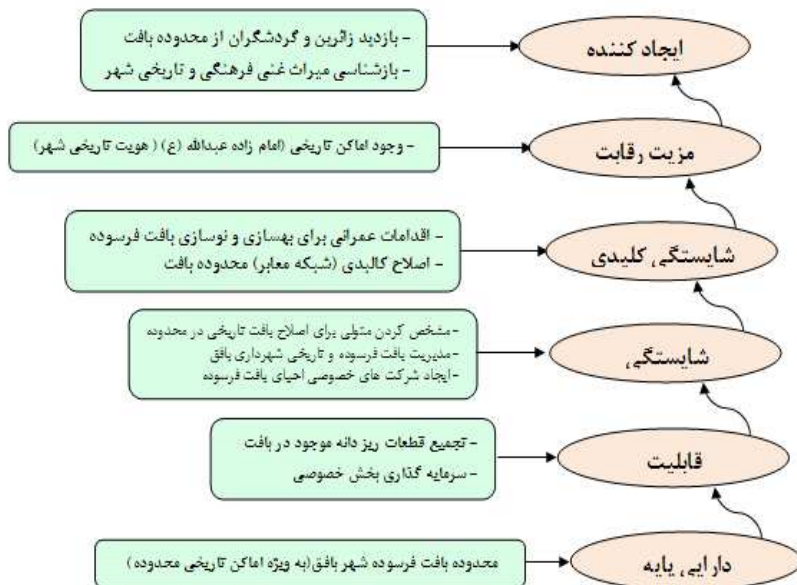 ایجاد کننده
- بازدید زائرین و گردشگران از محدوده بافت
- بازشناسی میراث غنی فرهنگی و تاریخی شهر
مزیت رقابت
- وجود اماکن تاریخی (امام زاده عبدالله (ع) ( هویت تاریخی شهر)
شایستگی کلیدی
- اقدامات عمرانی برای بهسازی و نوسازی بافت فرسوده
- اصلاح کالبدی (شبکه معابر) محدوده بافت
شایستگی
-مشخص کردن متولی برای اصلاح بافت تاریخی در محدوده
-مدیریت بافت فرسوده و تاریخی شهرداری بافق
-ایجاد شرکت های خصوصی احیای بافت فرسوده
قابلیت
- تجمیع قطعات ریز دانه موجود در بافت
- سرمایه گذاری بخش خصوصی
دارایی پایه
محدوده بافت فرسوده شهر بافق(به ویژه اماکن تاریخی محدوده)